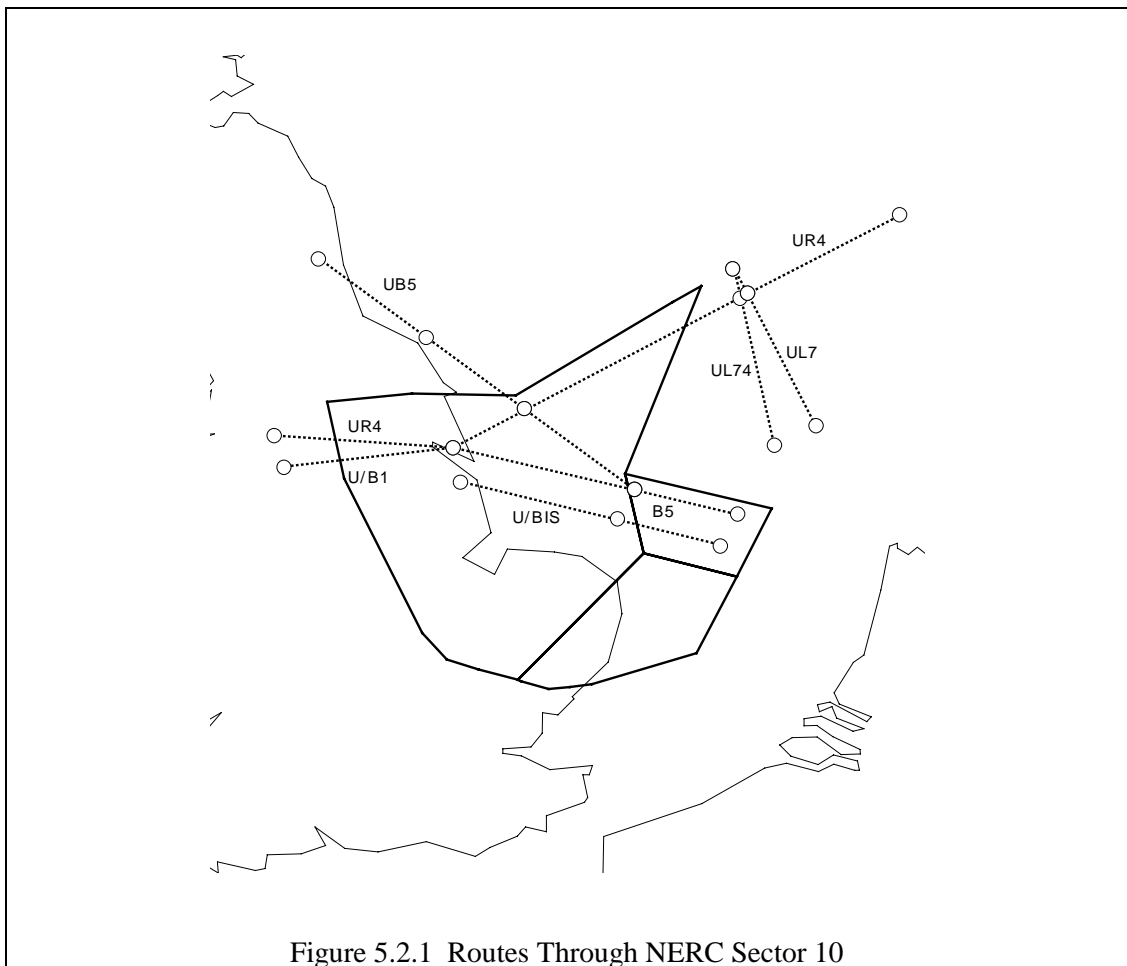 UR4
UB5
UL7
UL74
UR4
U/B1
B5
U/BIS
Figure 5.2.1 Routes Through NERC Sector 10